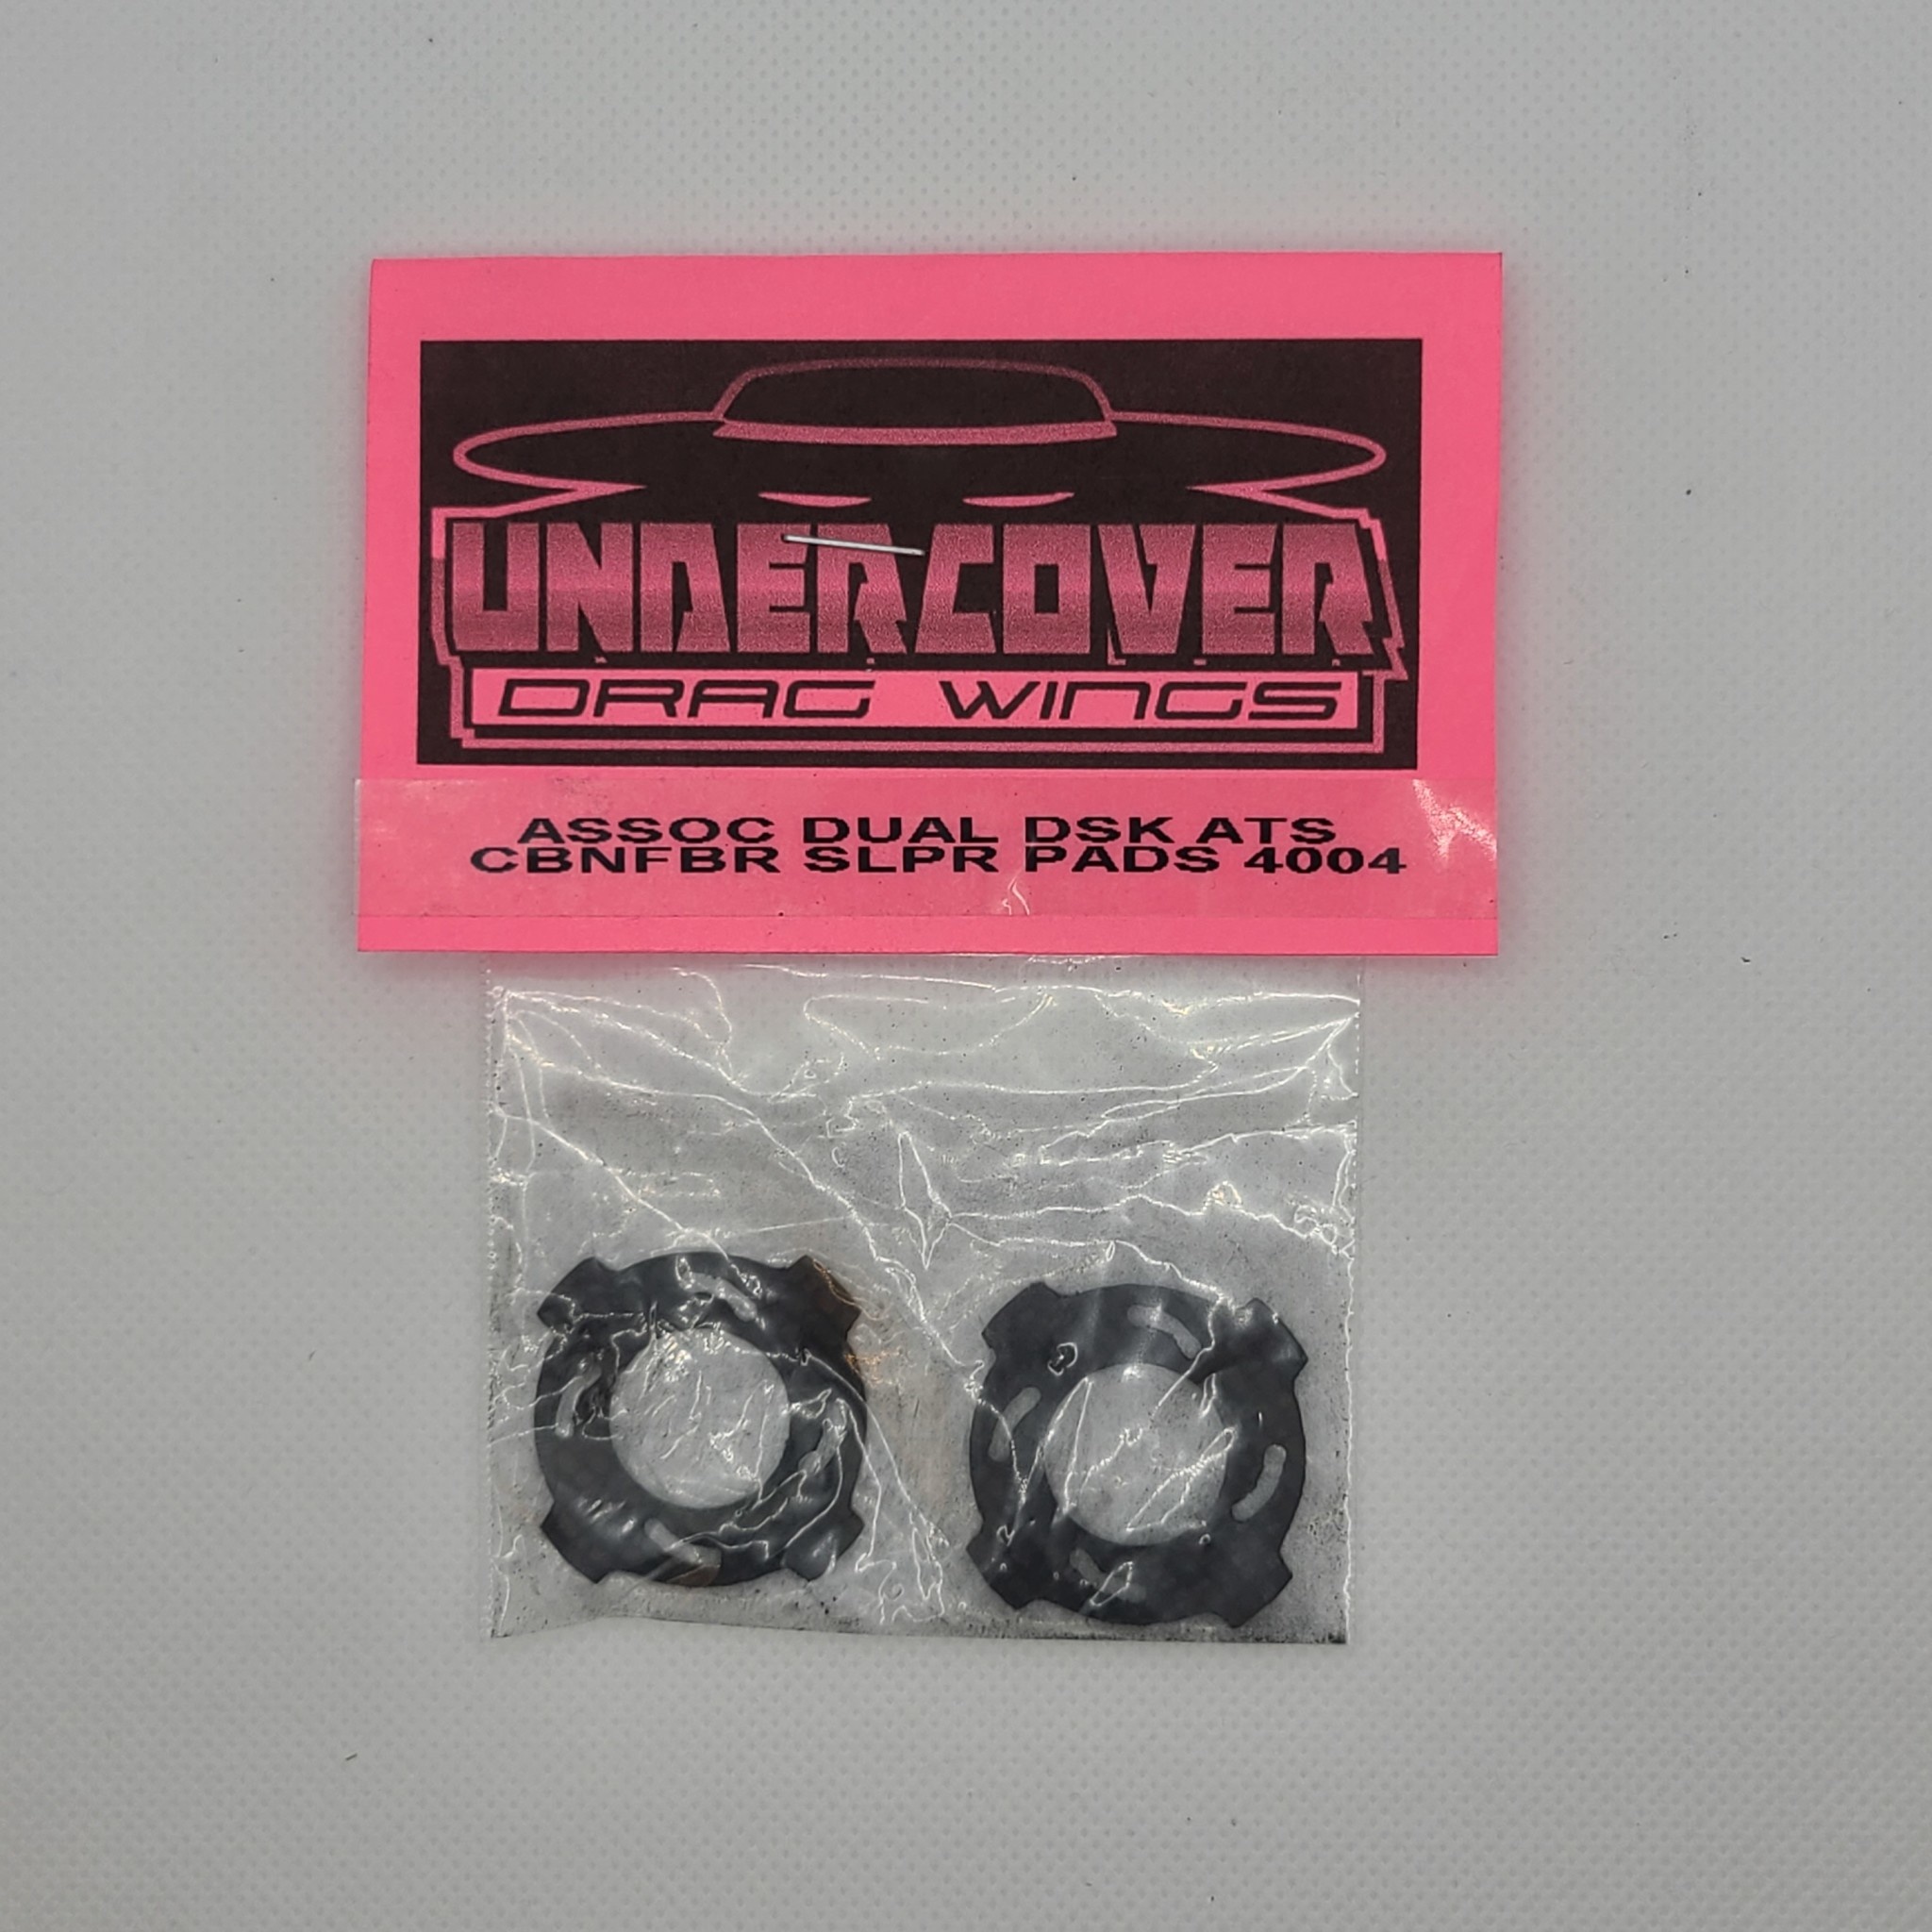 UNDERCOVER
DRAG WINGS
ASSOC DUAL DSK ATS
CBNFBR SLPR PADS 4004